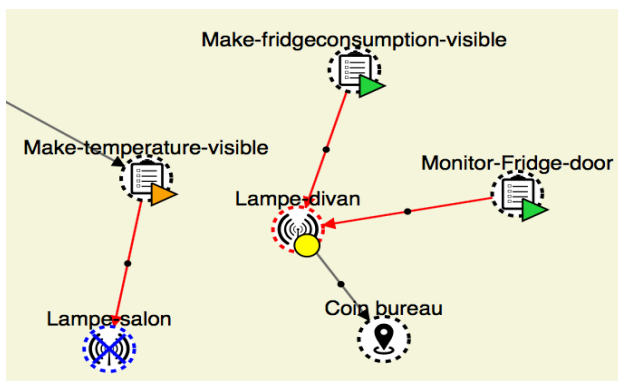 Make-fridgeconsumption-visible
Make-temperature-visible
Monitor-Fridge-door
Lampe-divan
Lampe-salon
Coin bureau